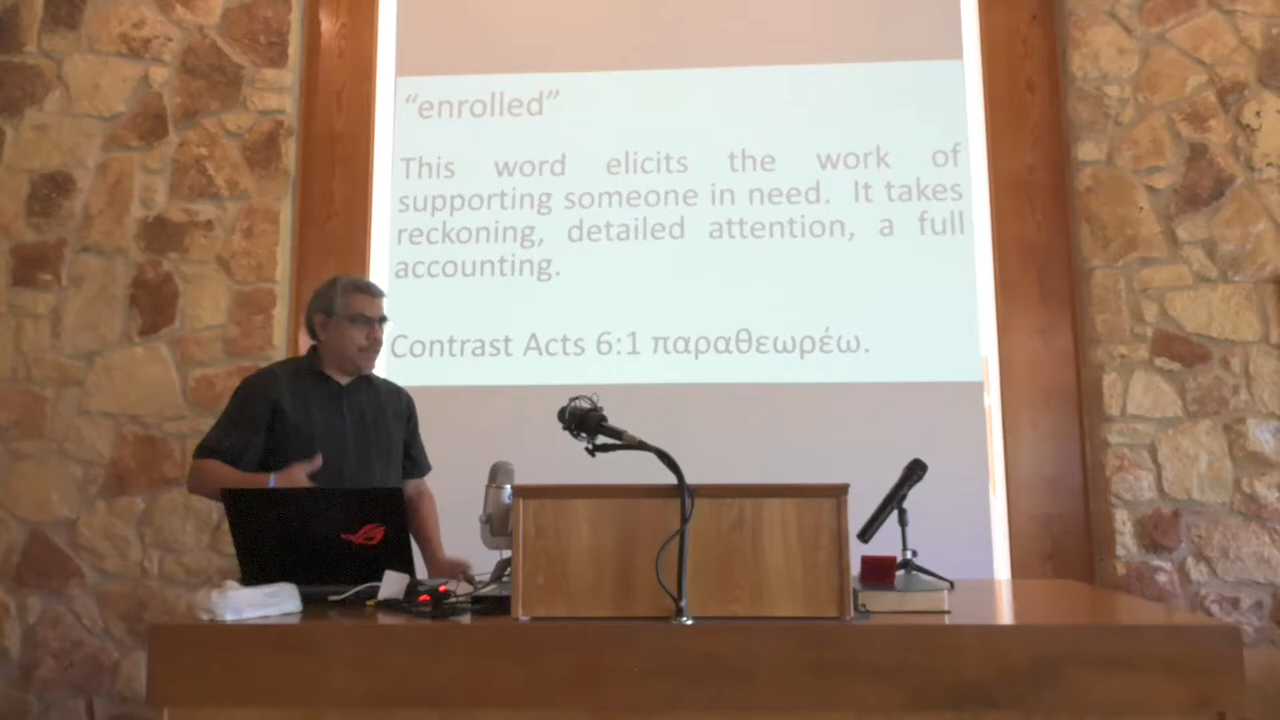 “enrolled”
This word elicits the work of
supporting someone in need. It takes
reckoning, detailed attention, a full
accounting.
Contrast Acts 6:1 παραθεωρέω.